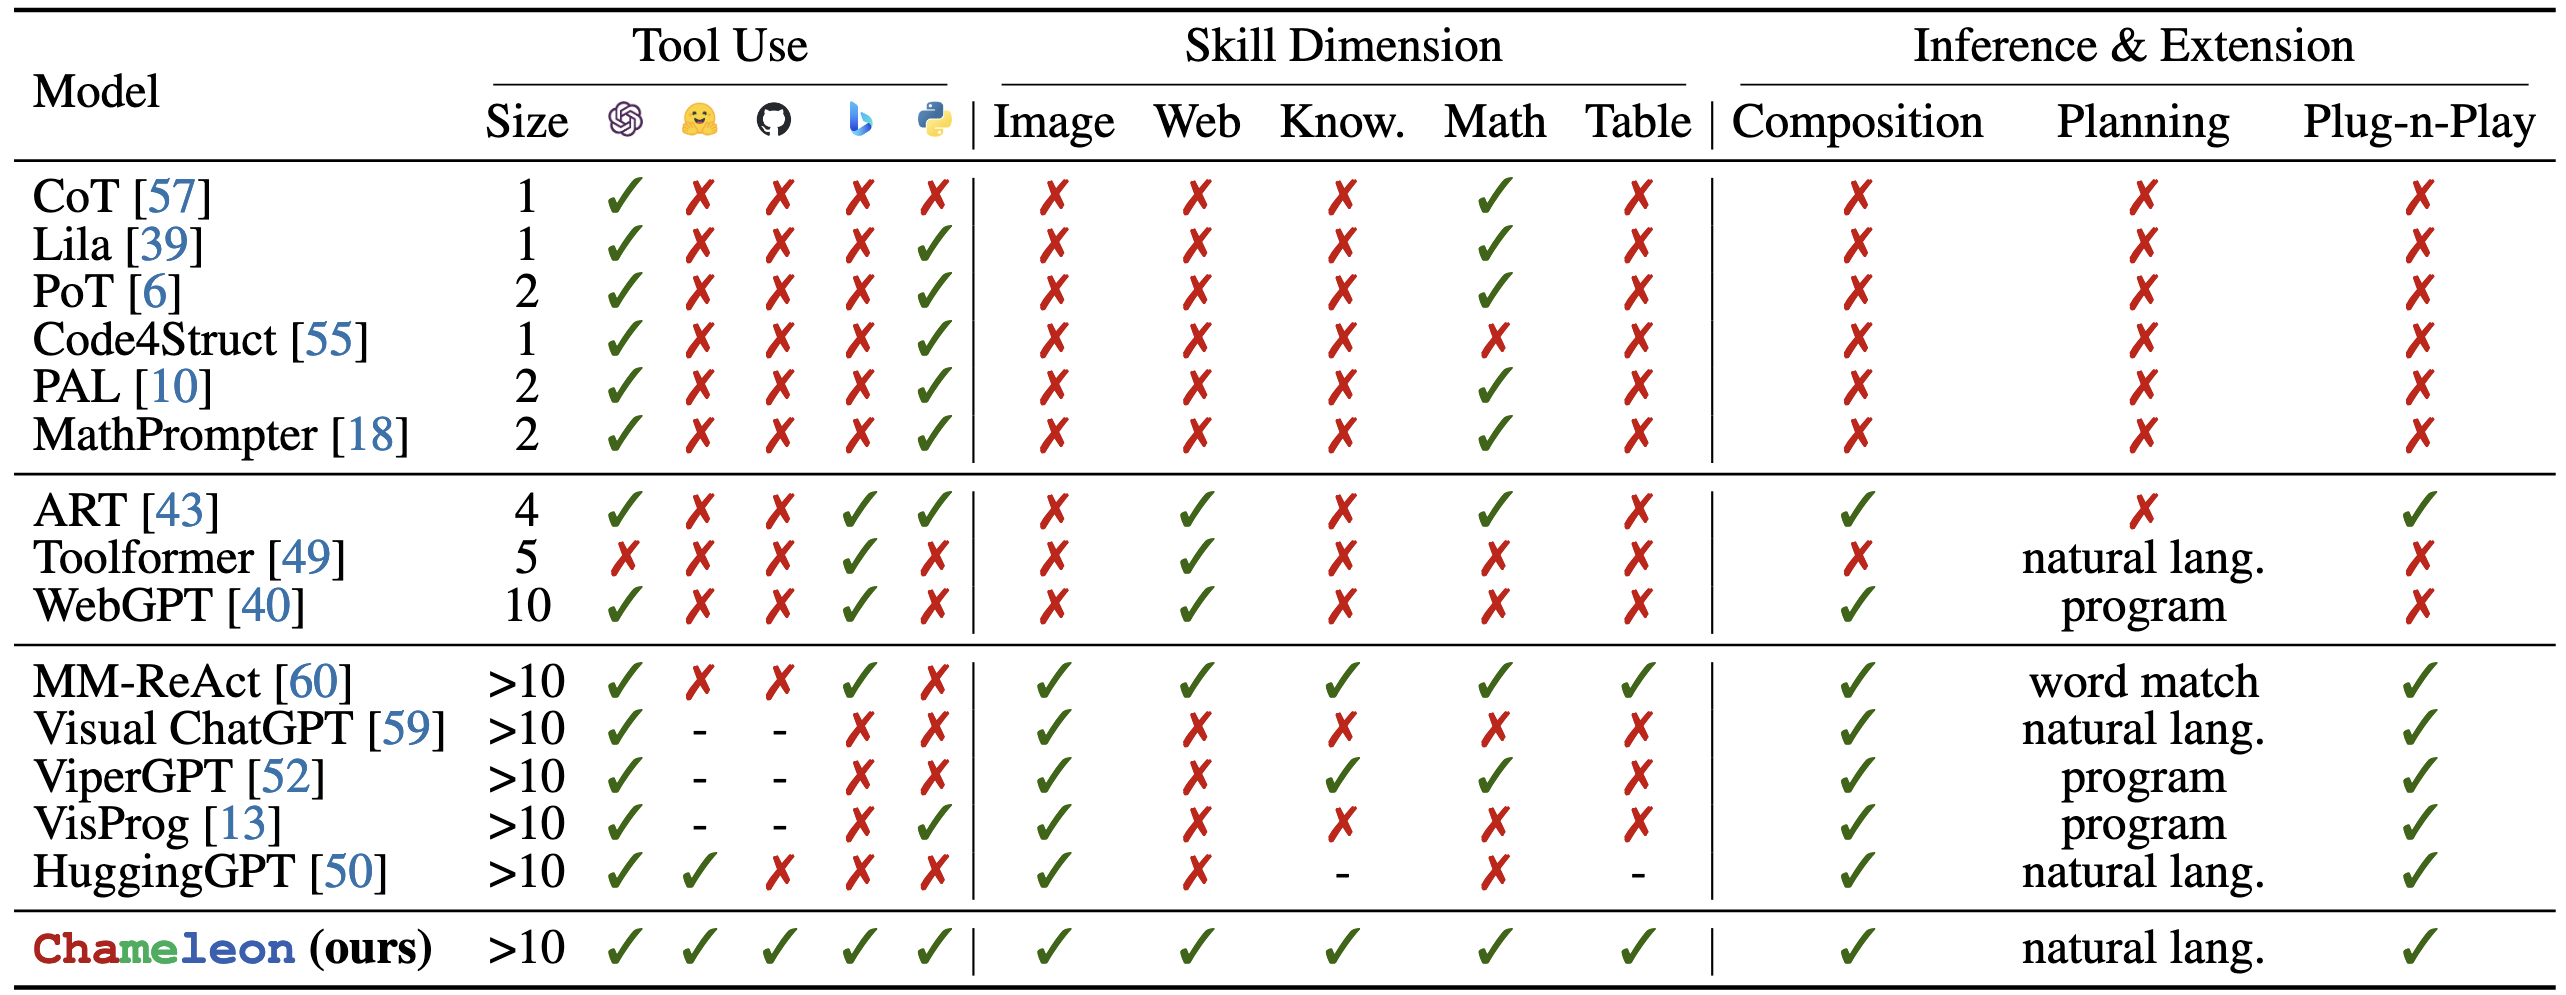 Model Tool Use Skill Dimension Inference & Extension
Size Image Web Know. Math Table Composition Planning Plug-n-Play
CoT [57] 1 ✓ ✗ ✗ ✗ ✗ ✗ ✗ ✗ ✓ ✗ ✗ ✗ ✗
Lila [39] 1 ✓ ✗ ✗ ✗ ✓ ✗ ✗ ✗ ✓ ✗ ✗ ✗ ✗
PoT [6] 2 ✓ ✗ ✗ ✗ ✓ ✗ ✗ ✗ ✓ ✗ ✗ ✗ ✗
Code4Struct [55] 1 ✓ ✗ ✗ ✗ ✓ ✗ ✗ ✗ ✗ ✗ ✗ ✗ ✗
PAL [10] 2 ✓ ✗ ✗ ✗ ✓ ✗ ✗ ✗ ✓ ✗ ✗ ✗ ✗
MathPrompter [18] 2 ✓ ✗ ✗ ✗ ✓ ✗ ✗ ✗ ✓ ✗ ✗ ✗ ✗
ART [43] 4 ✓ ✗ ✗ ✓ ✓ ✗ ✓ ✗ ✓ ✗ ✓ ✗ ✓
Toolformer [49] 5 ✗ ✗ ✗ ✓ ✗ ✗ ✓ ✗ ✗ ✗ ✗ natural lang. ✗
WebGPT [40] 10 ✓ ✗ ✗ ✓ ✗ ✗ ✓ ✗ ✗ ✗ ✓ program ✗
MM-ReAct [60] >10 ✓ ✗ ✗ ✓ ✗ ✓ ✓ ✓ ✓ ✓ ✓ word match ✓
Visual ChatGPT [59] >10 ✓ - - ✗ ✗ ✓ ✗ ✗ ✗ ✗ ✓ natural lang. ✓
ViperGPT [52] >10 ✓ - - ✗ ✗ ✓ ✗ ✓ ✓ ✗ ✓ program ✓
VisProg [13] >10 ✓ - - ✗ ✓ ✓ ✗ ✗ ✗ ✗ ✓ program ✓
HuggingGPT [50] >10 ✓ ✓ ✗ ✗ ✗ ✓ ✗ - ✗ - ✓ natural lang. ✓
Chameleon (ours) >10 ✓ ✓ ✓ ✓ ✓ ✓ ✓ ✓ ✓ ✓ ✓ natural lang. ✓